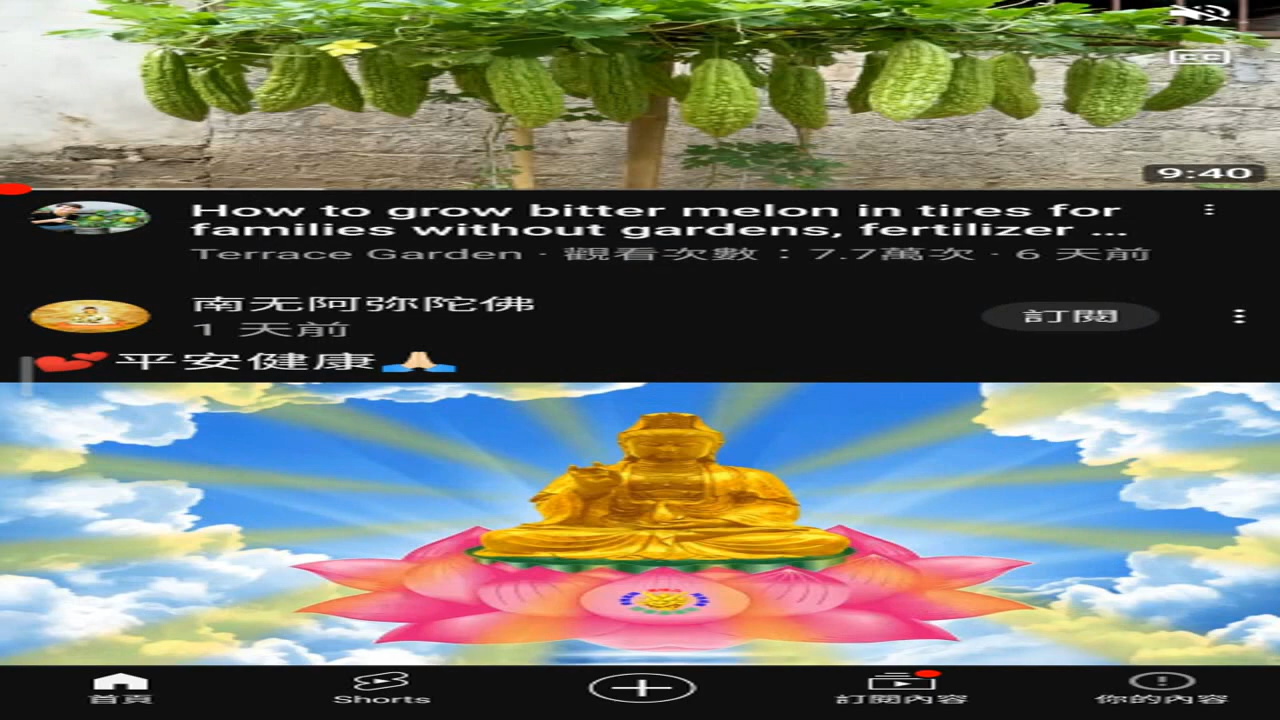 CC
9:40
How to grow bitter melon in tires for
families without gardens, fertilizer ...
Terrace Garden · 觀看次數：7.7萬次 · 6 天前
南无阿弥陀佛
訂閱
1 天前
💕平安健康🙏🏻
首頁
Shorts
訂閱內容
你的內容